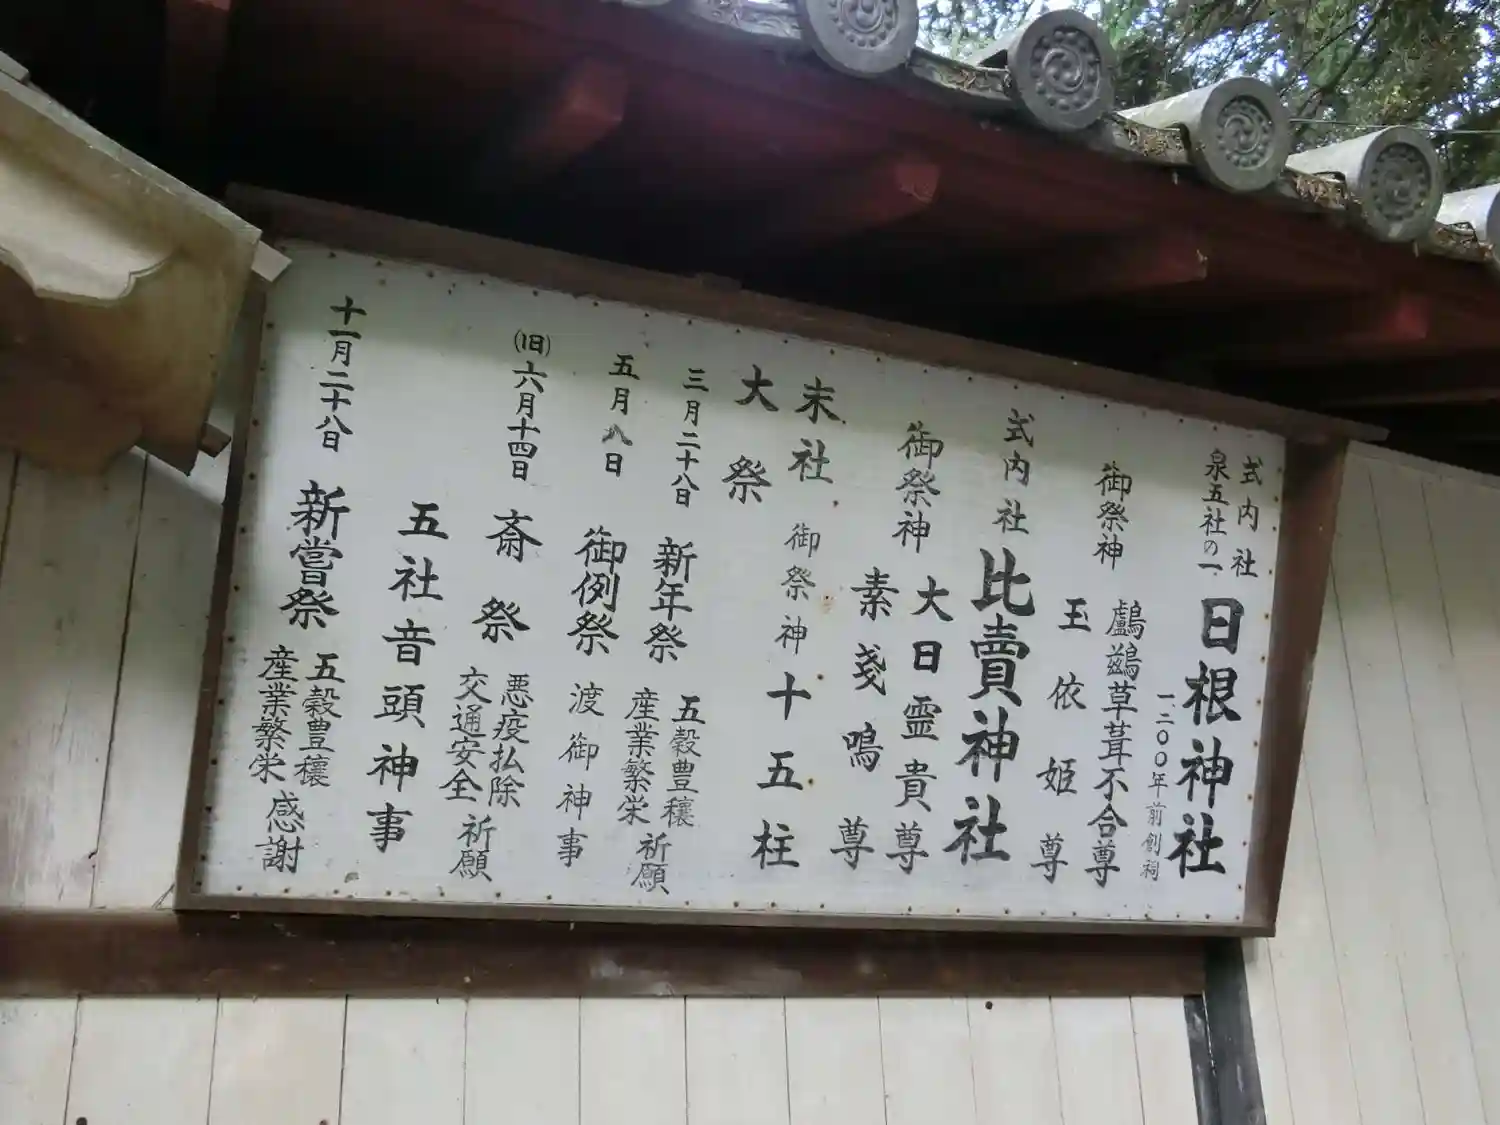 式内社
泉五社の一
日根神社
一、二〇〇年前創祠
御祭神
鸕鷀草葺不合尊
玉依姫尊
式内社
比賣神社
御祭神
大日霊貴尊
素戔嗚尊
末社
御祭神
十五柱
大祭
三月二十八日
新年祭
五穀豊穰
産業繁栄
祈願
五月八日
御例祭
渡御神事
(旧)六月十四日
斎祭
悪疫払除
交通安全
祈願
五社音頭神事
十一月二十八日
新嘗祭
五穀豊穰
産業繁栄
感謝